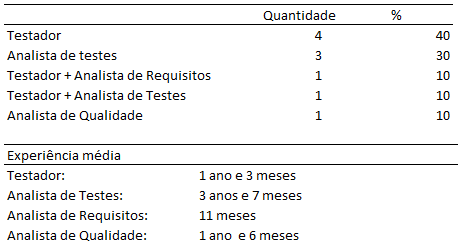 Quantidade %
Testador 4 40
Analista de testes 3 30
Testador + Analista de Requisitos 1 10
Testador + Analista de Testes 1 10
Analista de Qualidade 1 10
Experiência média
Testador: 1 ano e 3 meses
Analista de Testes: 3 anos e 7 meses
Analista de Requisitos: 11 meses
Analista de Qualidade: 1 ano e 6 meses